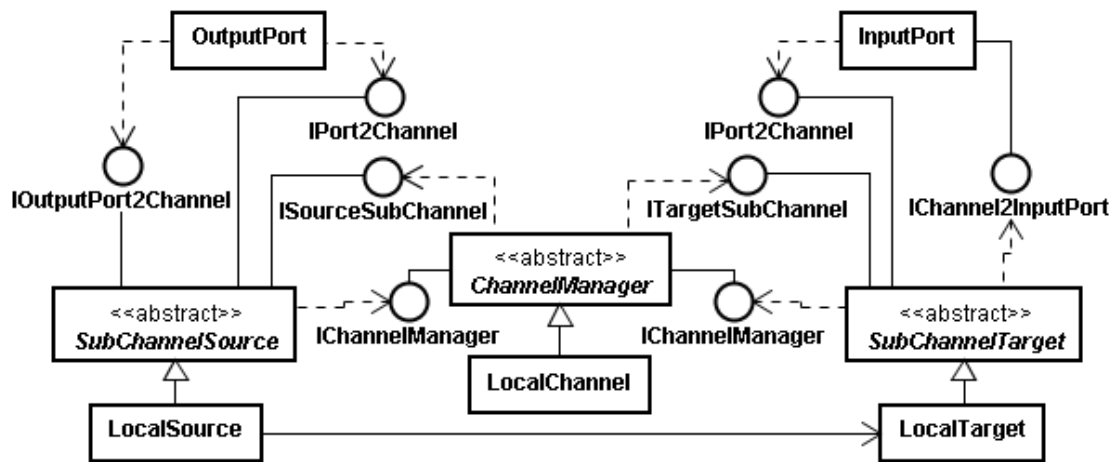 OutputPort
InputPort
IPort2Channel
IPort2Channel
IOutputPort2Channel
ISourceSubChannel
ITargetSubChannel
IChannel2InputPort
<<abstract>>
ChannelManager
<<abstract>>
SubChannelSource
IChannelManager
IChannelManager
<<abstract>>
SubChannelTarget
LocalChannel
LocalSource
LocalTarget